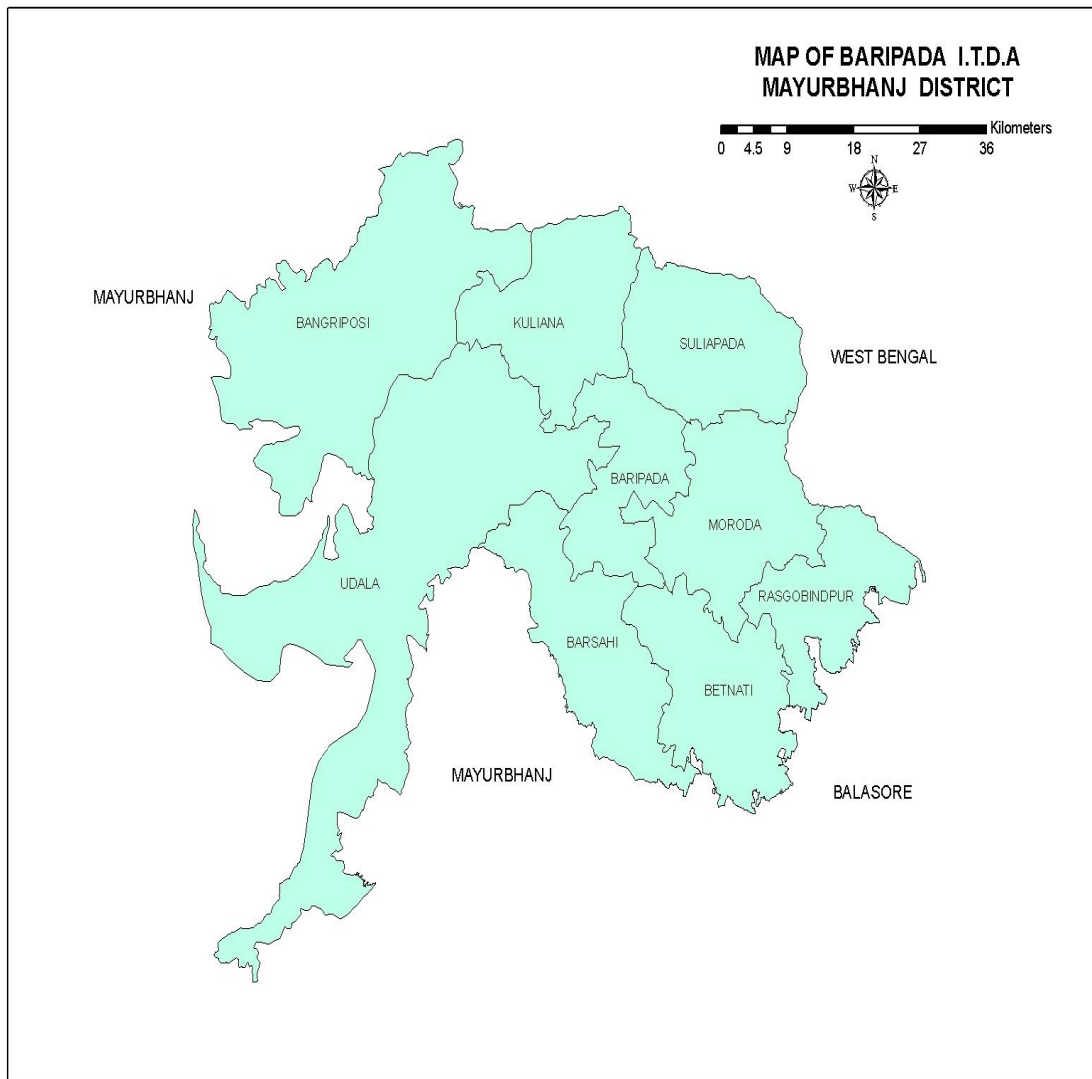 MAP OF BARIPADA I.T.D.A
MAYURBHANJ DISTRICT
Kilometers
0 4.5 9 18 27 36
N
W E
S
MAYURBHANJ
BANGRIPOSI
KULIANA
SULIAPADA
WEST BENGAL
BARIPADA
MORODA
UDALA
RASGOBINDPUR
BARSAHI
BETNATI
MAYURBHANJ
BALASORE